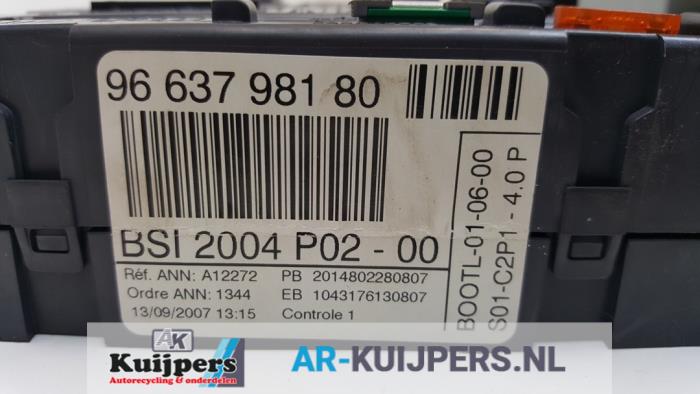 96 637 981 80
BSI 2004 P02 - 00
Réf. ANN: A12272 PB 2014802280807
Ordre ANN: 1344 EB 1043176130807
13/09/2007 13:15 Controle 1
BOOTL-01-06-00
S01-C2P1 - 4.0 P
AK
Kuijpers
Autorecycling & onderdelen
AR-KUIJPERS.NL